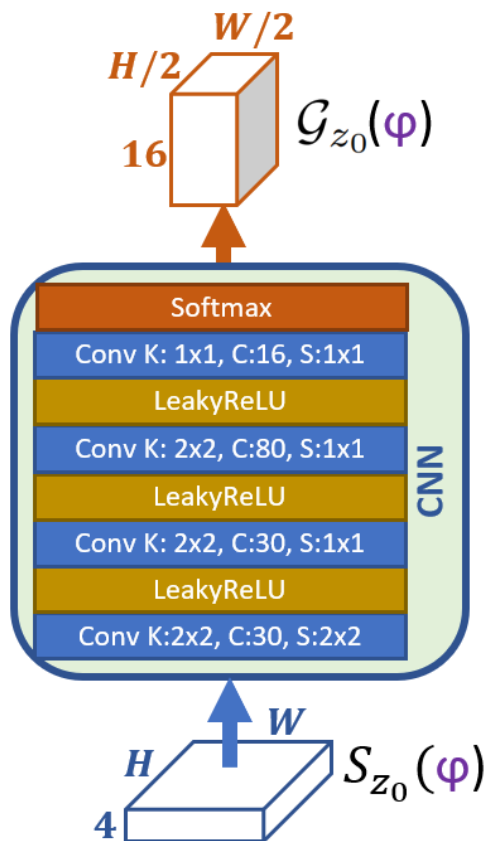 W/2
H/2
16
𝒢z₀(φ)
Softmax
Conv K: 1x1, C:16, S:1x1
LeakyReLU
Conv K: 2x2, C:80, S:1x1
LeakyReLU
Conv K: 2x2, C:30, S:1x1
LeakyReLU
Conv K:2x2, C:30, S:2x2
CNN
W
H
4
Sz₀(φ)